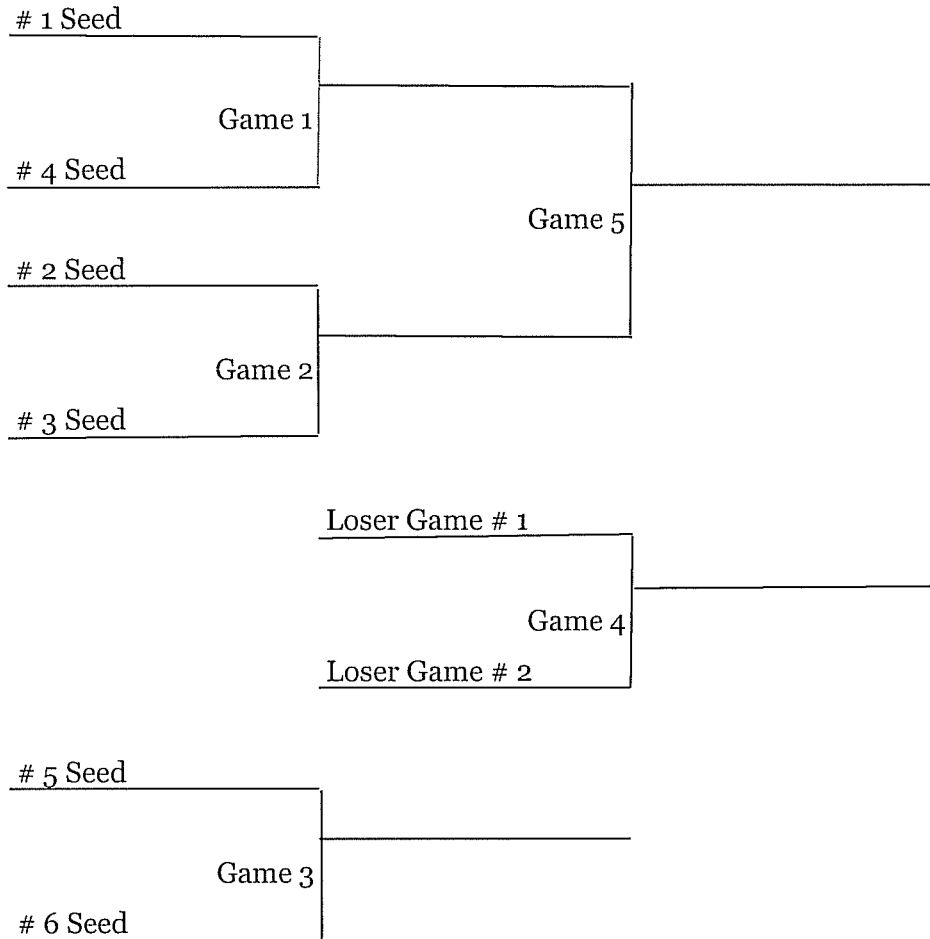 # 1 Seed
Game 1
# 4 Seed
Game 5
# 2 Seed
Game 2
# 3 Seed
Loser Game # 1
Game 4
Loser Game # 2
# 5 Seed
Game 3
# 6 Seed